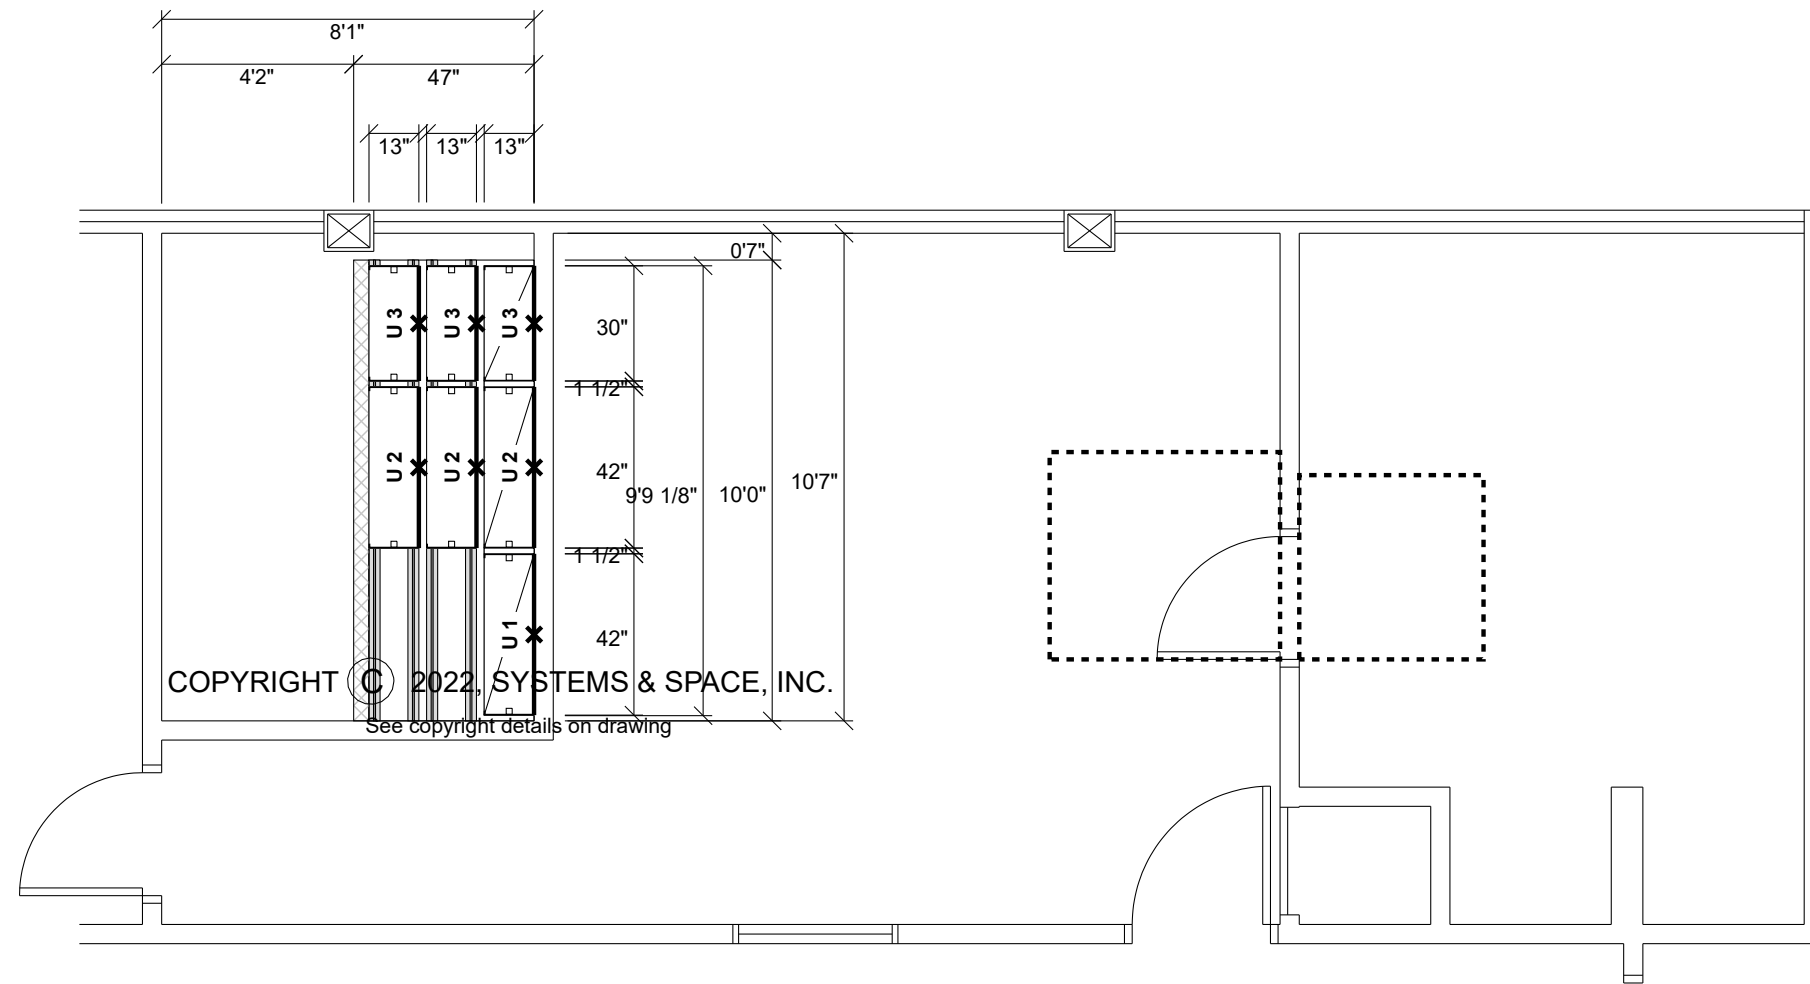 8'1"
4'2" 47"
13" 13" 13"
0'7"
U 3 U 3 U 3 30"
1 1/2"
U 2 U 2 U 2 42"
9'9 1/8" 10'0" 10'7"
1 1/2"
U 1 42"
COPYRIGHT © 2022, SYSTEMS & SPACE, INC.
See copyright details on drawing